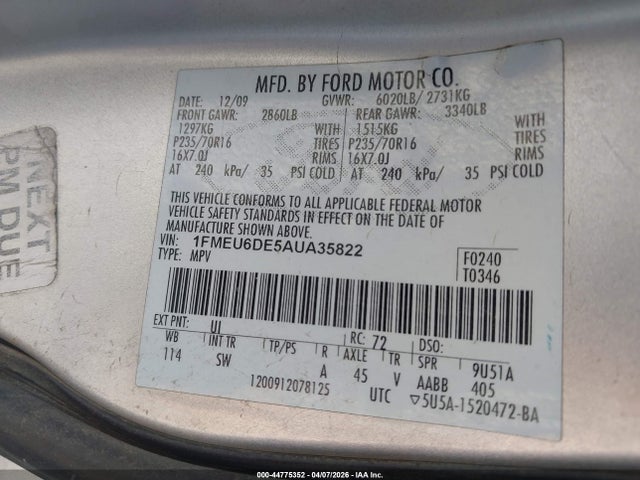 MFD. BY FORD MOTOR CO.
DATE: 12/09 GVWR: 6020LB/ 2731KG
FRONT GAWR: 2860LB REAR GAWR: 3340LB
1297KG WITH 1515KG WITH
P235/70R16 TIRES P235/70R16 TIRES
16X7.0J RIMS 16X7.0J RIMS
AT 240 kPa/ 35 PSI COLD AT 240 kPa/ 35 PSI COLD
THIS VEHICLE CONFORMS TO ALL APPLICABLE FEDERAL MOTOR
VEHICLE SAFETY STANDARDS IN EFFECT ON THE DATE OF
MANUFACTURE SHOWN ABOVE.
VIN: 1FMEU6DE5AUA35822
TYPE: MPV
F0240
T0346
EXT PNT: UI RC: 72 DSO:
WB INT TR TP/PS R AXLE TR SPR 9U51A
114 SW A 45 V AABB 405
1200912078125 UTC ▽5U5A-1520472-BA
NEXT
PM DUE
000-44775352 - 04/07/2026 - IAA Inc.